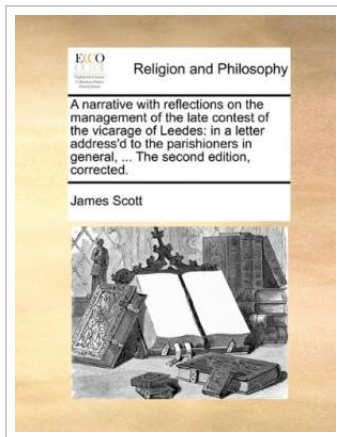 ECCO
Religion and Philosophy
A narrative with reflections on the
management of the late contest of
the vicarage of Leedes: in a letter
address'd to the parishioners in
general, ... The second edition,
corrected.
James Scott